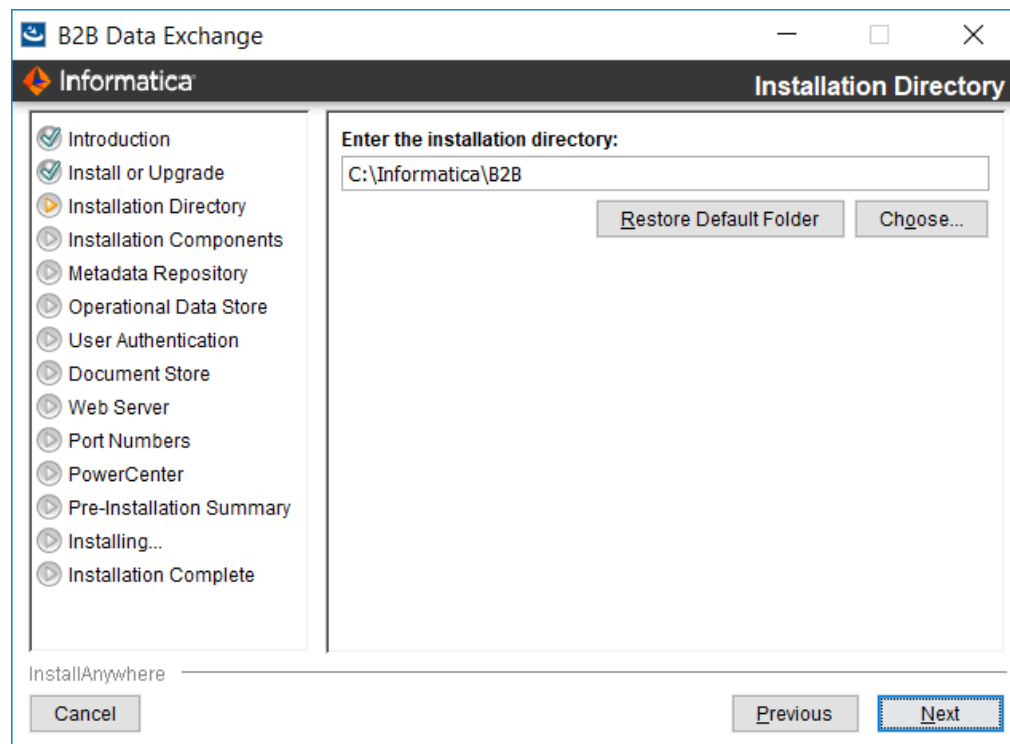 B2B Data Exchange
Informatica
Installation Directory
Introduction
Install or Upgrade
Installation Directory
Installation Components
Metadata Repository
Operational Data Store
User Authentication
Document Store
Web Server
Port Numbers
PowerCenter
Pre-Installation Summary
Installing...
Installation Complete
Enter the installation directory:
C:\Informatica\B2B
Restore Default Folder Choose...
InstallAnywhere
Cancel Previous Next